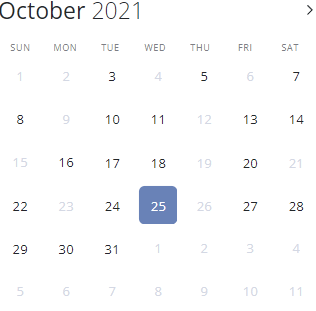 October 2021
SUN MON TUE WED THU FRI SAT
1 2 3 4 5 6 7
8 9 10 11 12 13 14
15 16 17 18 19 20 21
22 23 24 25 26 27 28
29 30 31 1 2 3 4
5 6 7 8 9 10 11